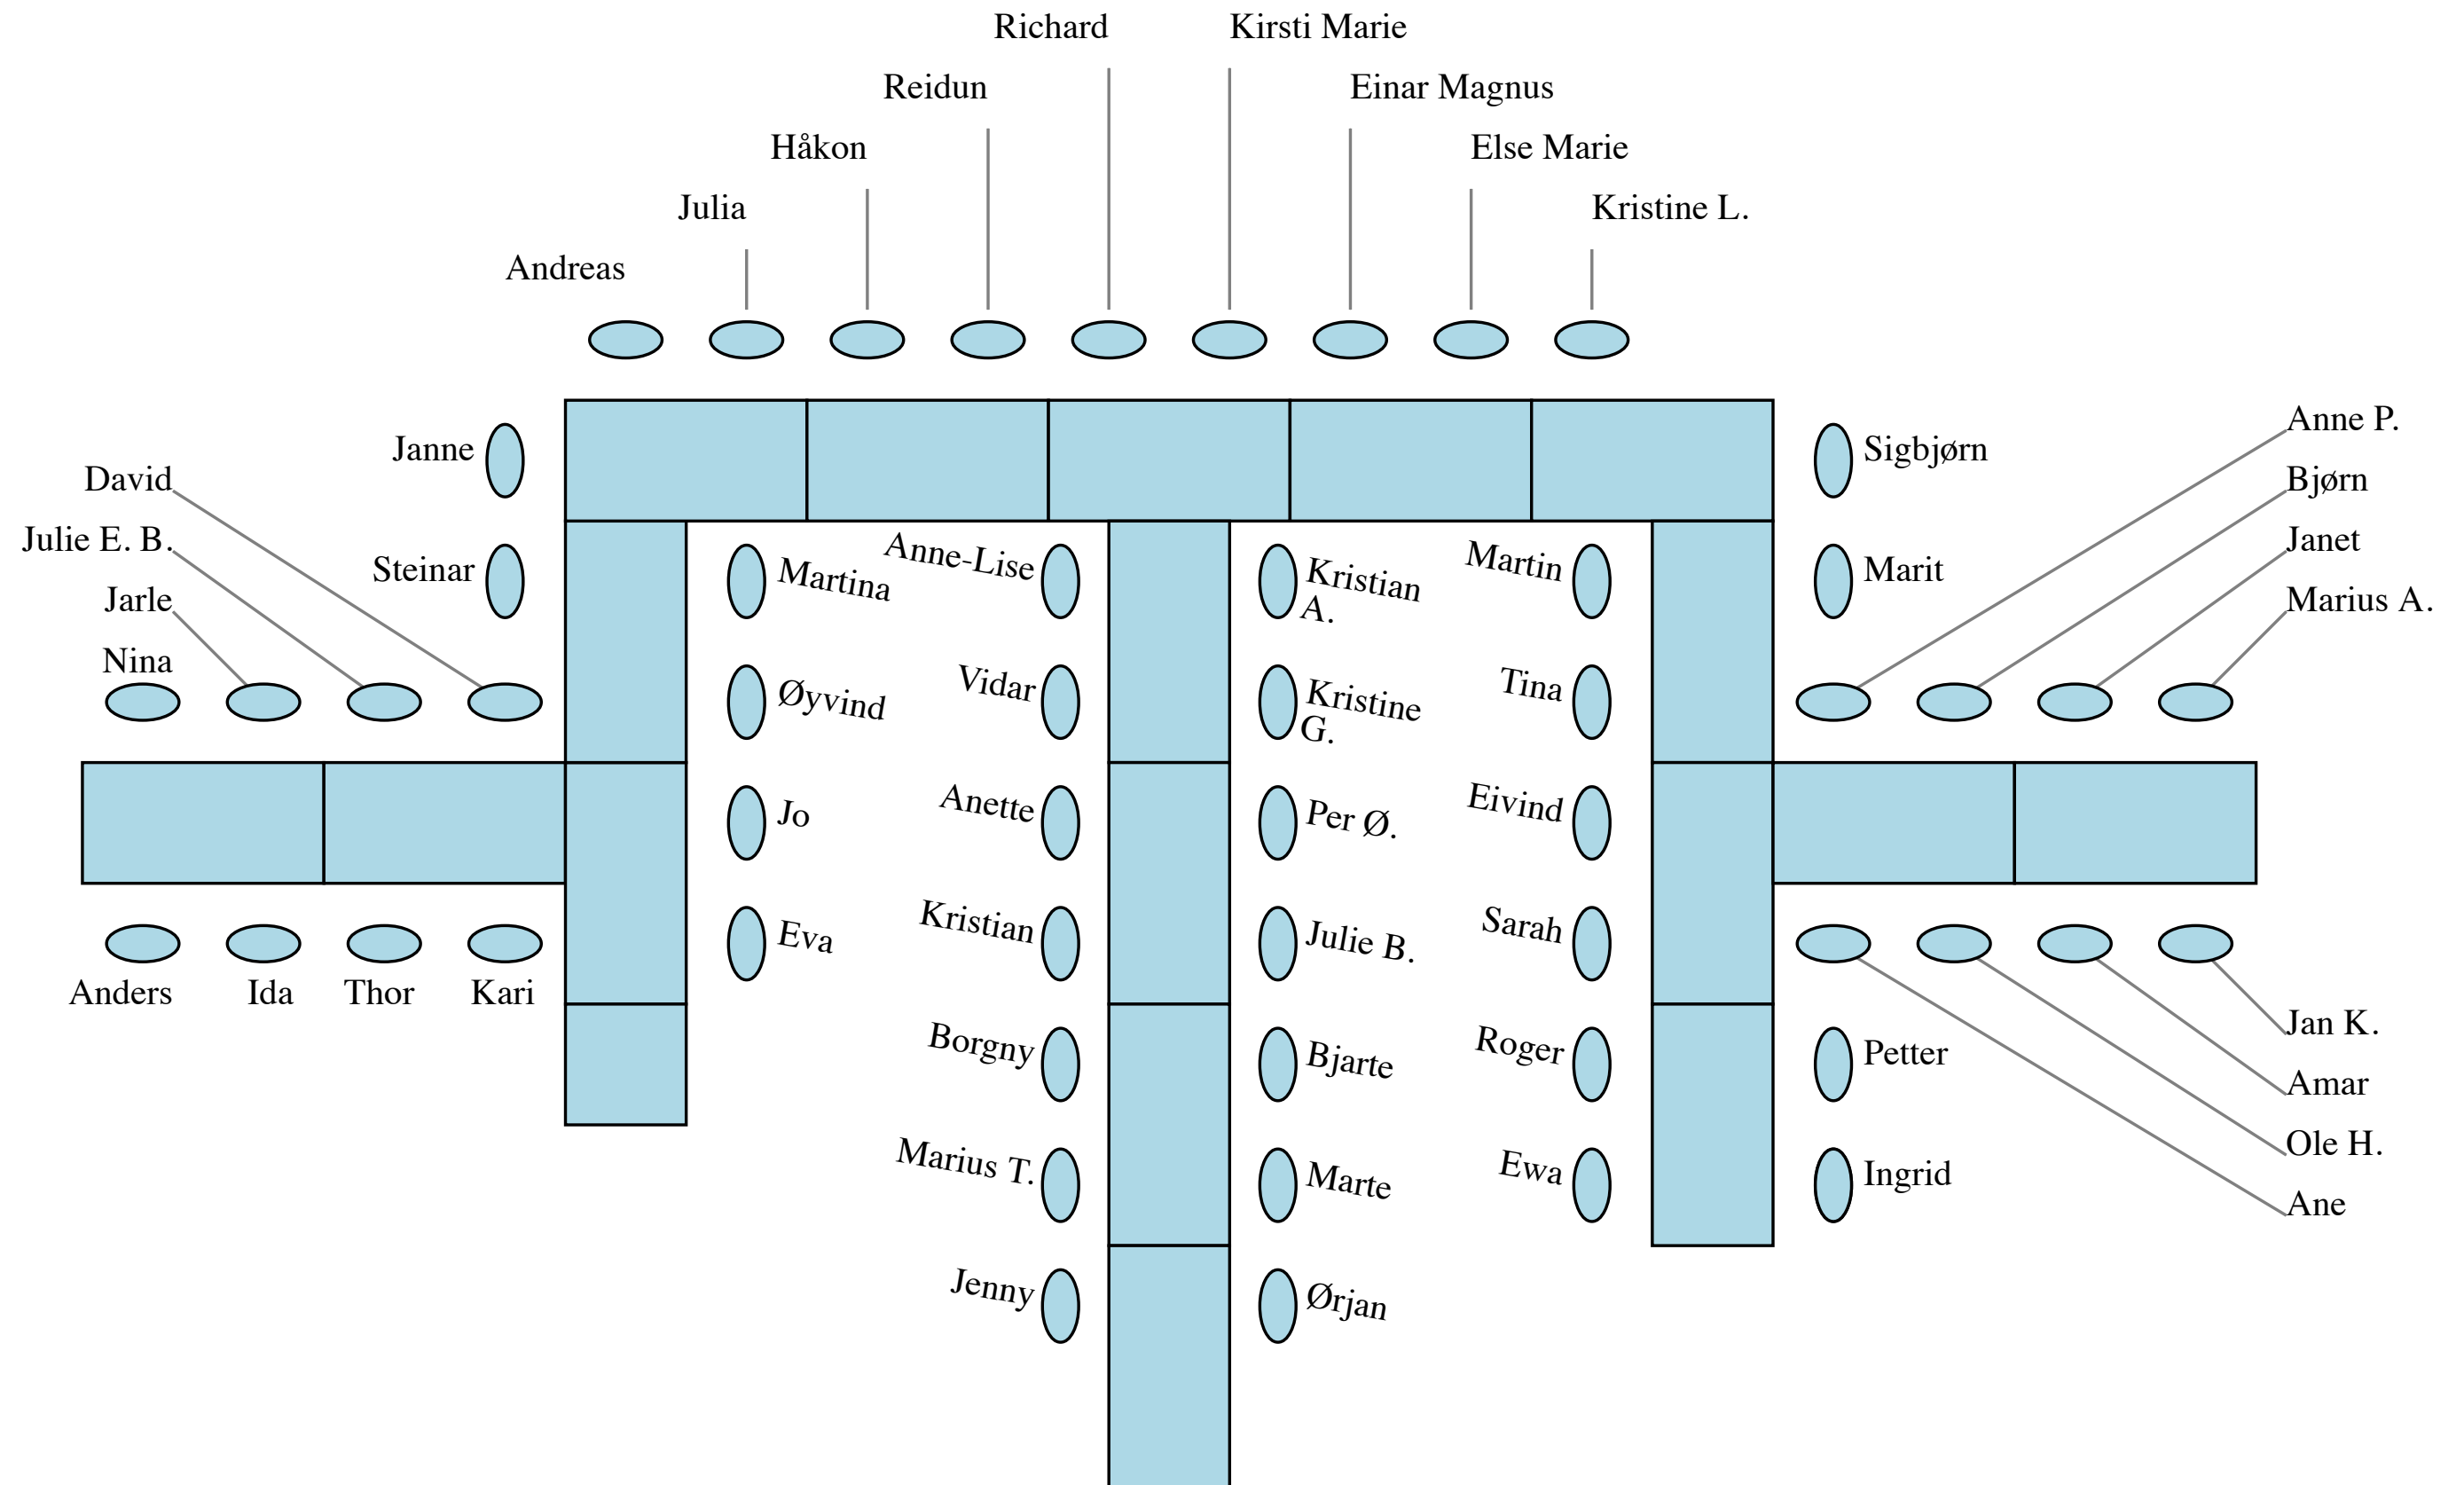 Richard
Kirsti Marie
Reidun
Einar Magnus
Håkon
Else Marie
Julia
Kristine L.
Andreas
Janne
Sigbjørn
Anne P.
David
Bjørn
Julie E. B.
Steinar
Martina
Anne-Lise
Kristian
A.
Martin
Marit
Janet
Jarle
Marius A.
Nina
Øyvind
Vidar
Kristine
G.
Tina
Jo
Anette
Per Ø.
Eivind
Eva
Kristian
Julie B.
Sarah
Anders
Ida
Thor
Kari
Jan K.
Borgny
Bjarte
Roger
Petter
Amar
Ole H.
Marius T.
Marte
Ewa
Ingrid
Ane
Jenny
Ørjan